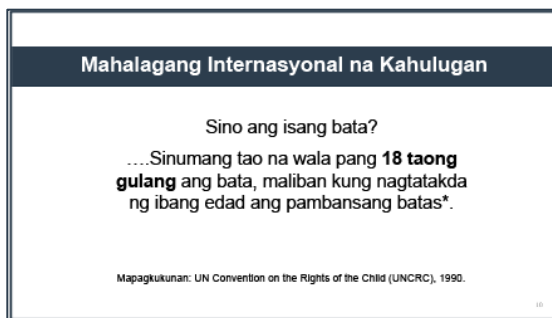 Mahalagang Internasyonal na Kahulugan
Sino ang isang bata?
….Sinumang tao na wala pang 18 taong
gulang ang bata, maliban kung nagtatakda
ng ibang edad ang pambansang batas*.
Mapagkukunan: UN Convention on the Rights of the Child (UNCRC), 1990.